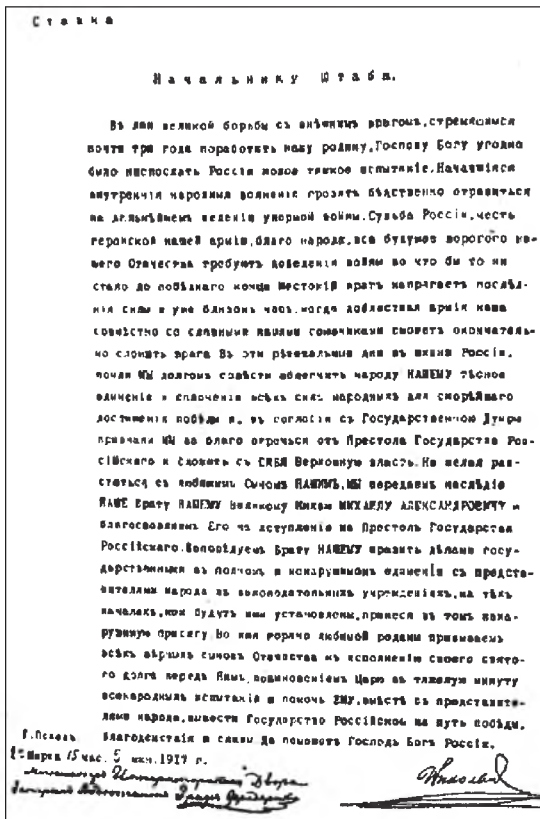 Ставка
Начальнику Штаба.
Въ дни великой борьбы съ внѣшнимъ врагомъ, стремящимся
почти три года поработить нашу родину, Господу Богу угодно
было ниспослать Россіи новое тяжкое испытаніе. Начавшіяся
внутреннія народныя волненія грозятъ бѣдственно отразиться
на дальнѣйшемъ веденіи упорной войны. Судьба Россіи, честь
геройской нашей арміи, благо народа, все будущее дорогого на-
шего Отечества требуютъ доведенія войны во что бы то ни
стало до побѣднаго конца. Жестокій врагъ напрягаетъ послѣд-
нія силы и уже близокъ часъ, когда доблестная армія наша
совмѣстно со славными нашими союзниками сможетъ окончатель-
но сломить врага. Въ эти рѣшительные дни въ жизни Россіи,
почли МЫ долгомъ совѣсти облегчить народу НАШЕМУ тѣсное
единеніе и сплоченіе всѣхъ силъ народныхъ для скорѣйшаго
достиженія побѣды и, въ согласіи съ Государственною Думою
признали МЫ за благо отречься отъ Престола Государства Рос-
сійскаго и сложить съ СЕБЯ Верховную власть. Не желая раз-
статься съ любимымъ Сыномъ НАШИМЪ, МЫ передаемъ наслѣдіе
НАШЕ Брату НАШЕМУ Великому Князю МИХАИЛУ АЛЕКСАНДРОВИЧУ и
благословляемъ Его на вступленіе на Престолъ Государства
Россійскаго. Заповѣдуемъ Брату НАШЕМУ править дѣлами госу-
дарственными въ полномъ и ненарушимомъ единеніи съ предста-
вителями народа въ законодательныхъ учрежденіяхъ, на тѣхъ
началахъ, кои будутъ ими установлены, принеся въ томъ нена-
рушимую присягу. Во имя горячо любимой родины призываемъ
всѣхъ вѣрныхъ сыновъ Отечества къ исполненію своего свято-
го долга передъ Нимъ, повиновеніемъ Царю въ тяжелую минуту
всенародныхъ испытаній и помочь ЕМУ, вмѣстѣ съ представите-
лями народа, вывести Государство Россійское на путь побѣды,
благоденствія и славы. Да поможетъ Господь Богъ Россіи.
Г. Псковъ.
2 Марта 15 час. 5 мин. 1917 г.
Николай
Министръ Императорскаго Двора
Генералъ Адъютантъ Графъ Фредериксъ